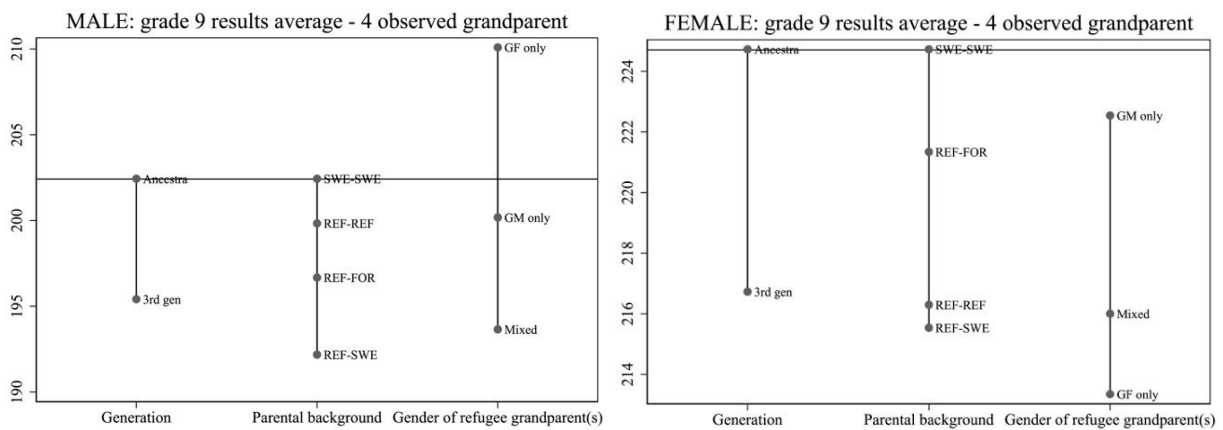 MALE: grade 9 results average - 4 observed grandparent
210
205
200
195
190
GF only
Ancestra
SWE-SWE
GM only
REF-REF
REF-FOR
3rd gen
Mixed
REF-SWE
Generation Parental background Gender of refugee grandparent(s)
FEMALE: grade 9 results average - 4 observed grandparent
224
222
220
218
216
214
Ancestra
SWE-SWE
GM only
REF-FOR
3rd gen
REF-REF
Mixed
REF-SWE
GF only
Generation Parental background Gender of refugee grandparent(s)